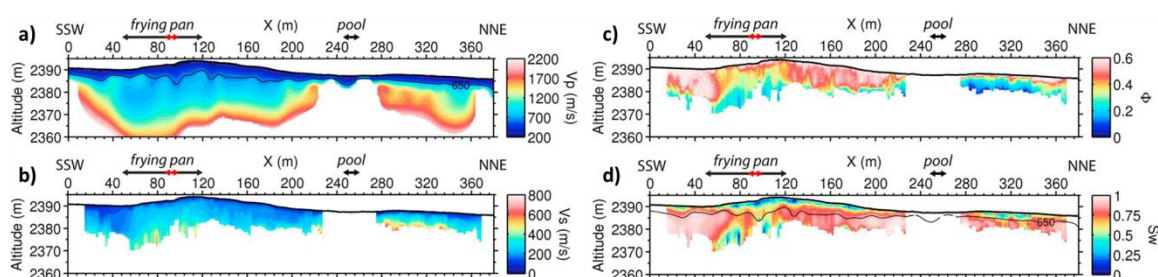 a)
SSW frying pan X (m) pool NNE
0 40 80 120 160 200 240 280 320 360
Altitude (m)
2390
2380
2370
2360
650
2200
1700
1200
700
200
Vp (m/s)
b)
SSW frying pan X (m) pool NNE
0 40 80 120 160 200 240 280 320 360
Altitude (m)
2390
2380
2370
2360
800
600
400
200
0
Vs (m/s)
c)
SSW frying pan X (m) pool NNE
0 40 80 120 160 200 240 280 320 360
Altitude (m)
2390
2380
2370
2360
0.6
0.4
0.2
0
Φ
d)
SSW frying pan X (m) pool NNE
0 40 80 120 160 200 240 280 320 360
Altitude (m)
2390
2380
2370
2360
650
1
0.75
0.5
0.25
0
Sw